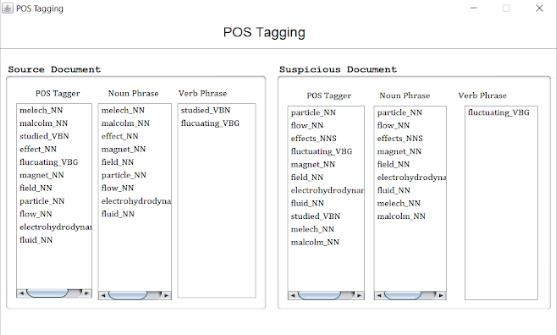 POS Tagging
POS Tagging
Source Document
POS Tagger
melech_NN
malcolm_NN
studied_VBN
effect_NN
flucuating_VBG
magnet_NN
field_NN
particle_NN
flow_NN
electrohydrodynar
fluid_NN
Noun Phrase
melech_NN
malcolm_NN
effect_NN
magnet_NN
field_NN
particle_NN
flow_NN
electrohydrodyna
fluid_NN
Verb Phrase
studied_VBN
flucuating_VBG
Suspicious Document
POS Tagger
particle_NN
flow_NN
effects_NNS
fluctuating_VBG
magnet_NN
field_NN
electrohydrodynar
fluid_NN
studied_VBN
melech_NN
malcolm_NN
Noun Phrase
particle_NN
flow_NN
effects_NNS
magnet_NN
field_NN
electrohydrodyna
fluid_NN
melech_NN
malcolm_NN
Verb Phrase
fluctuating_VBG